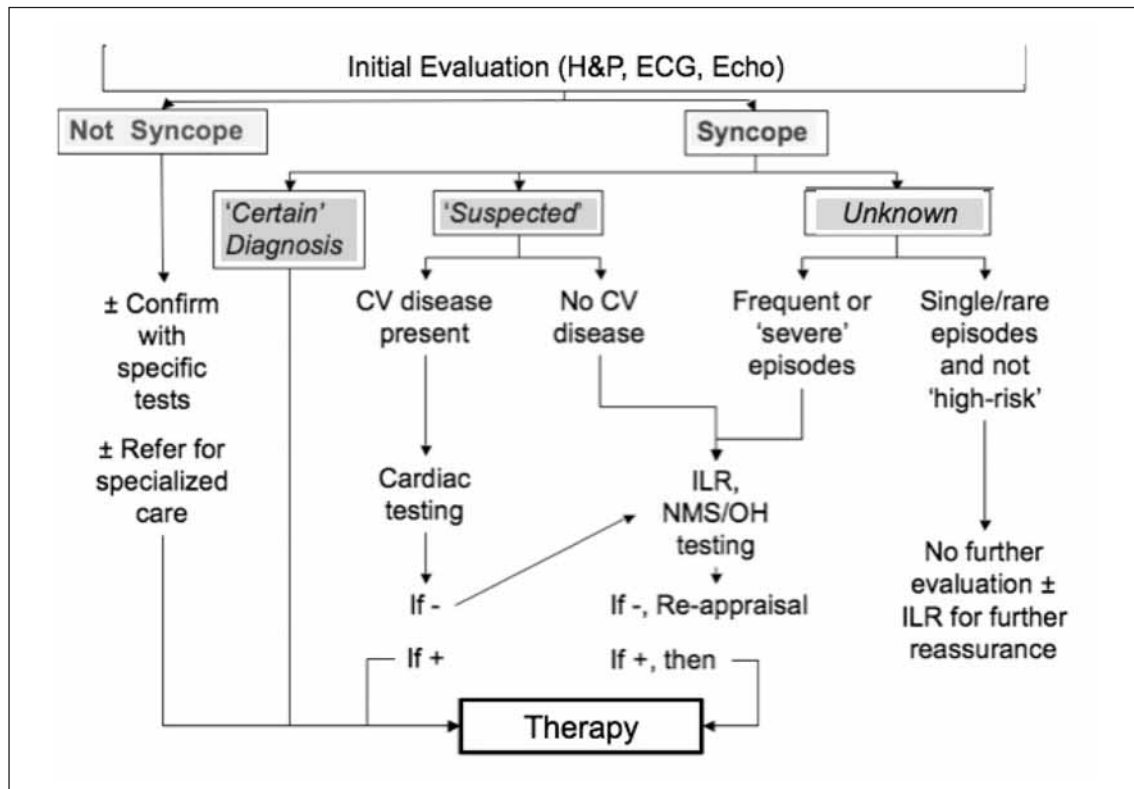 Initial Evaluation (H&P, ECG, Echo)
Not Syncope
Syncope
'Certain'
Diagnosis
'Suspected'
Unknown
± Confirm
with
specific
tests
± Refer for
specialized
care
CV disease
present
No CV
disease
Frequent or
'severe'
episodes
Single/rare
episodes
and not
'high-risk'
Cardiac
testing
ILR,
NMS/OH
testing
No further
evaluation ±
ILR for further
reassurance
If -
If -, Re-appraisal
If +
If +, then
Therapy